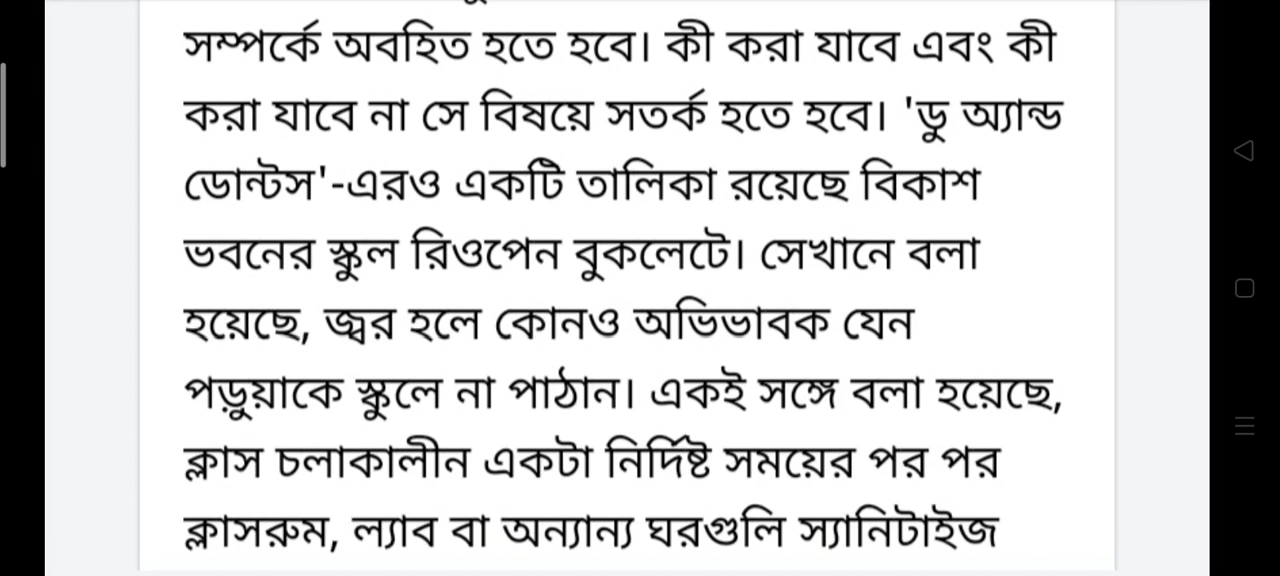 সম্পর্কে অবহিত হতে হবে। কী করা যাবে এবং কী
করা যাবে না সে বিষয়ে সতর্ক হতে হবে। 'ডু অ্যান্ড
ডোন্টস'-এরও একটি তালিকা রয়েছে বিকাশ
ভবনের স্কুল রিওপেন বুকলেটে। সেখানে বলা
হয়েছে, জ্বর হলে কোনও অভিভাবক যেন
পড়ুয়াকে স্কুলে না পাঠান। একই সঙ্গে বলা হয়েছে,
ক্লাস চলাকালীন একটা নির্দিষ্ট সময়ের পর পর
ক্লাসরুম, ল্যাব বা অন্যান্য ঘরগুলি স্যানিটাইজ